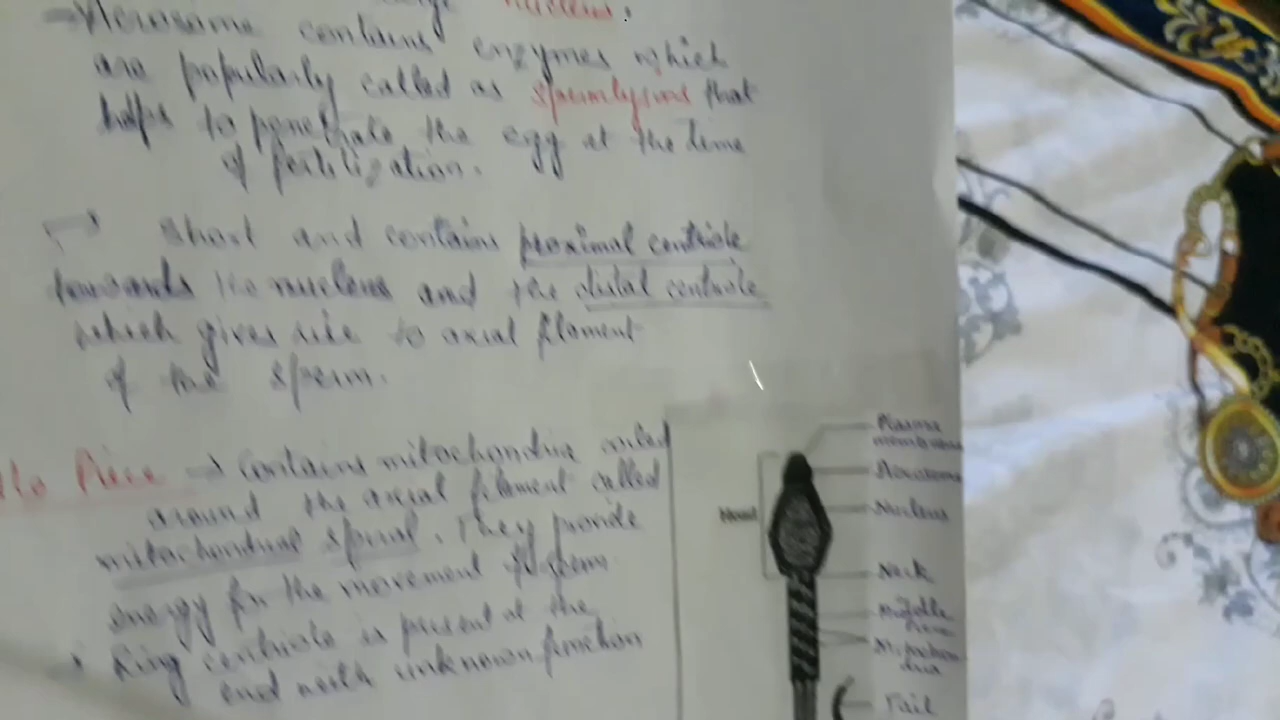 nucleus.
→ Acrosome contains enzymes which
are popularly called as spermlysins that
helps to penetrate the egg at the time
of fertilization.
Short and contains proximal centriole
towards the nucleus and the distal centriole
which gives rise to axial filament
of the sperm.
Piece → contains mitochondria coiled
around the axial filament called
mitochondrial spiral. They provide
energy for the movement of sperm
Ring centriole is present at the
end with unknown function
Plasma
membrane
Acrosome
Head
Nucleus
Neck
Middle
Piece
Mitochon
dria
Tail